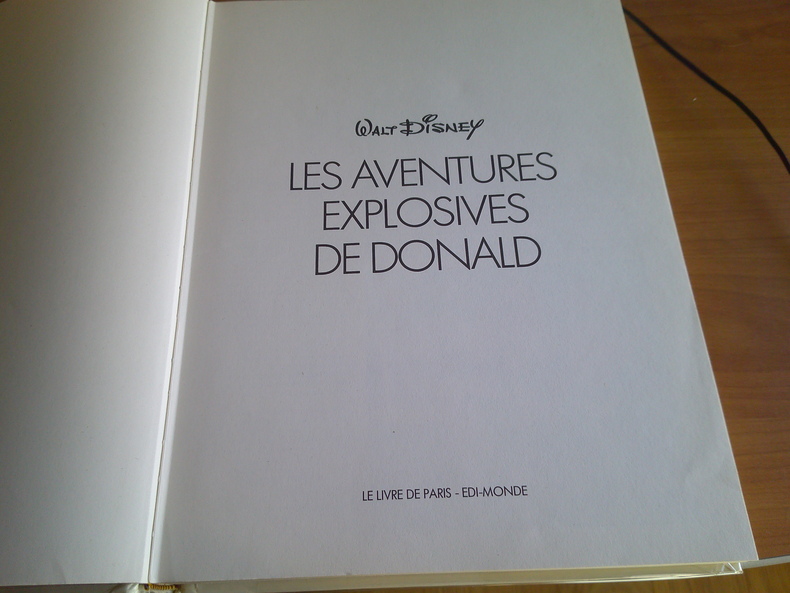 Walt Disney
LES AVENTURES
EXPLOSIVES
DE DONALD
LE LIVRE DE PARIS - EDI-MONDE